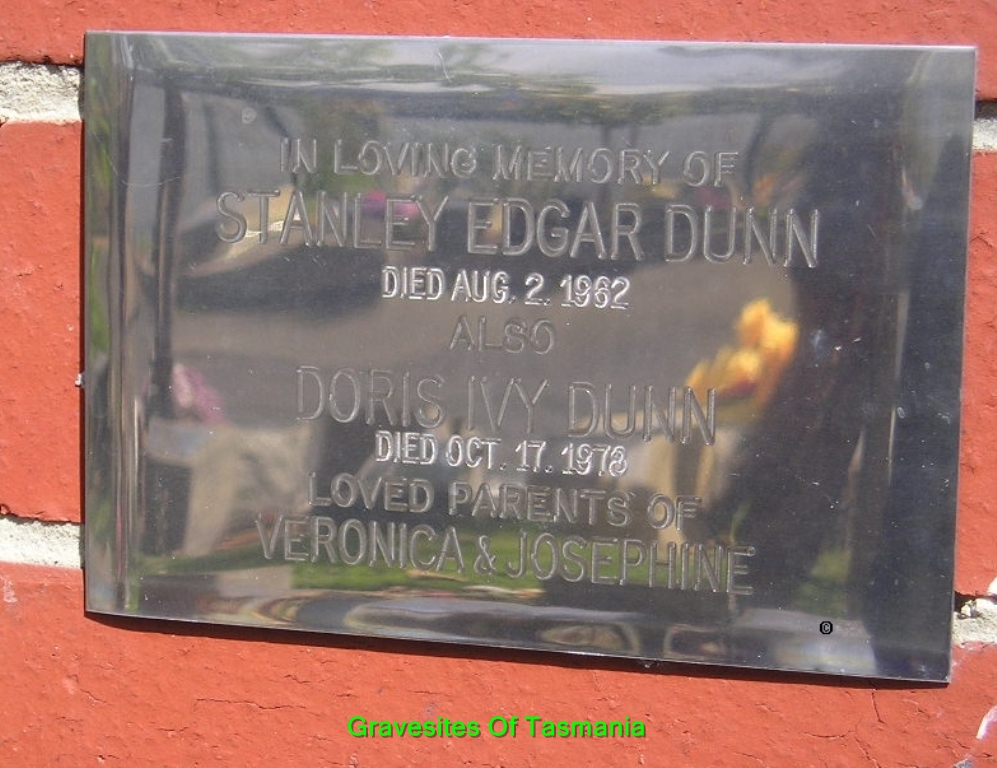 IN LOVING MEMORY OF
STANLEY EDGAR DUNN
DIED AUG. 2. 1962
ALSO
DORIS IVY DUNN
DIED OCT. 17. 1978
LOVED PARENTS OF
VERONICA & JOSEPHINE
©
Gravesites Of Tasmania